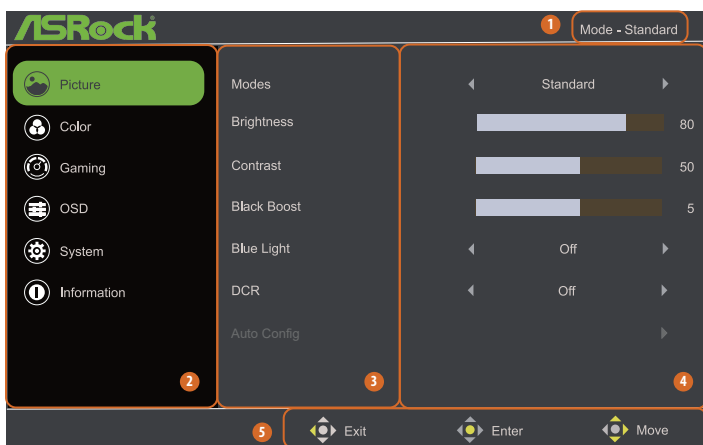 ASRock
1
Mode - Standard
Picture
Color
Gaming
OSD
System
Information
2
Modes
Brightness
Contrast
Black Boost
Blue Light
DCR
Auto Config
3
Standard
80
50
5
Off
Off
4
5
Exit
Enter
Move